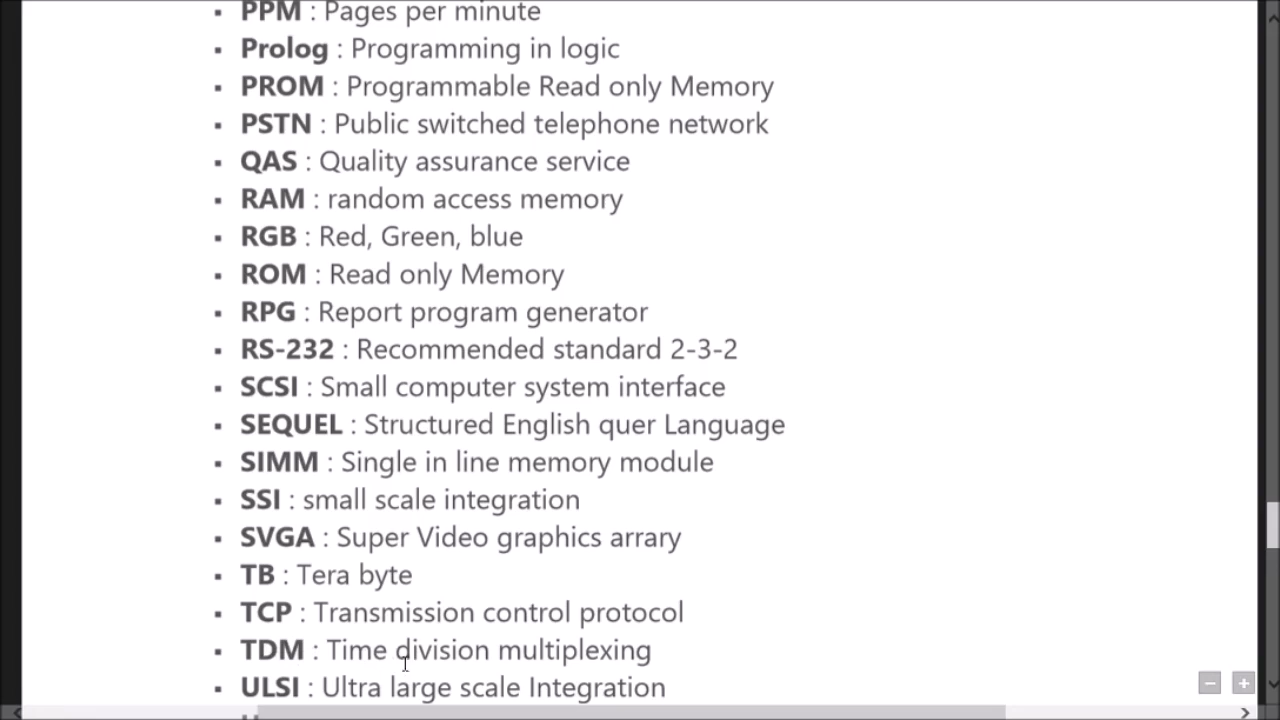 ▪ PPM : Pages per minute
▪ Prolog : Programming in logic
▪ PROM : Programmable Read only Memory
▪ PSTN : Public switched telephone network
▪ QAS : Quality assurance service
▪ RAM : random access memory
▪ RGB : Red, Green, blue
▪ ROM : Read only Memory
▪ RPG : Report program generator
▪ RS-232 : Recommended standard 2-3-2
▪ SCSI : Small computer system interface
▪ SEQUEL : Structured English quer Language
▪ SIMM : Single in line memory module
▪ SSI : small scale integration
▪ SVGA : Super Video graphics arrary
▪ TB : Tera byte
▪ TCP : Transmission control protocol
▪ TDM : Time division multiplexing
▪ ULSI : Ultra large scale Integration